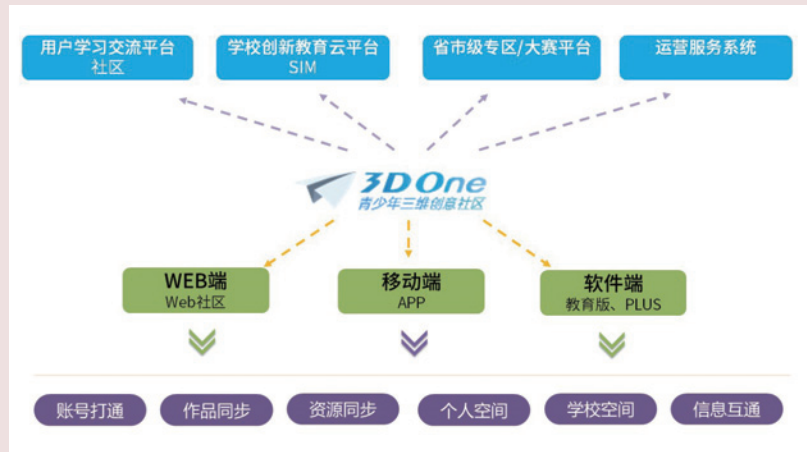 用户学习交流平台
社区
学校创新教育云平台
SIM
省市级专区/大赛平台
运营服务系统
3D One
青少年三维创意社区
WEB端
Web社区
移动端
APP
软件端
教育版、PLUS
账号打通
作品同步
资源同步
个人空间
学校空间
信息互通